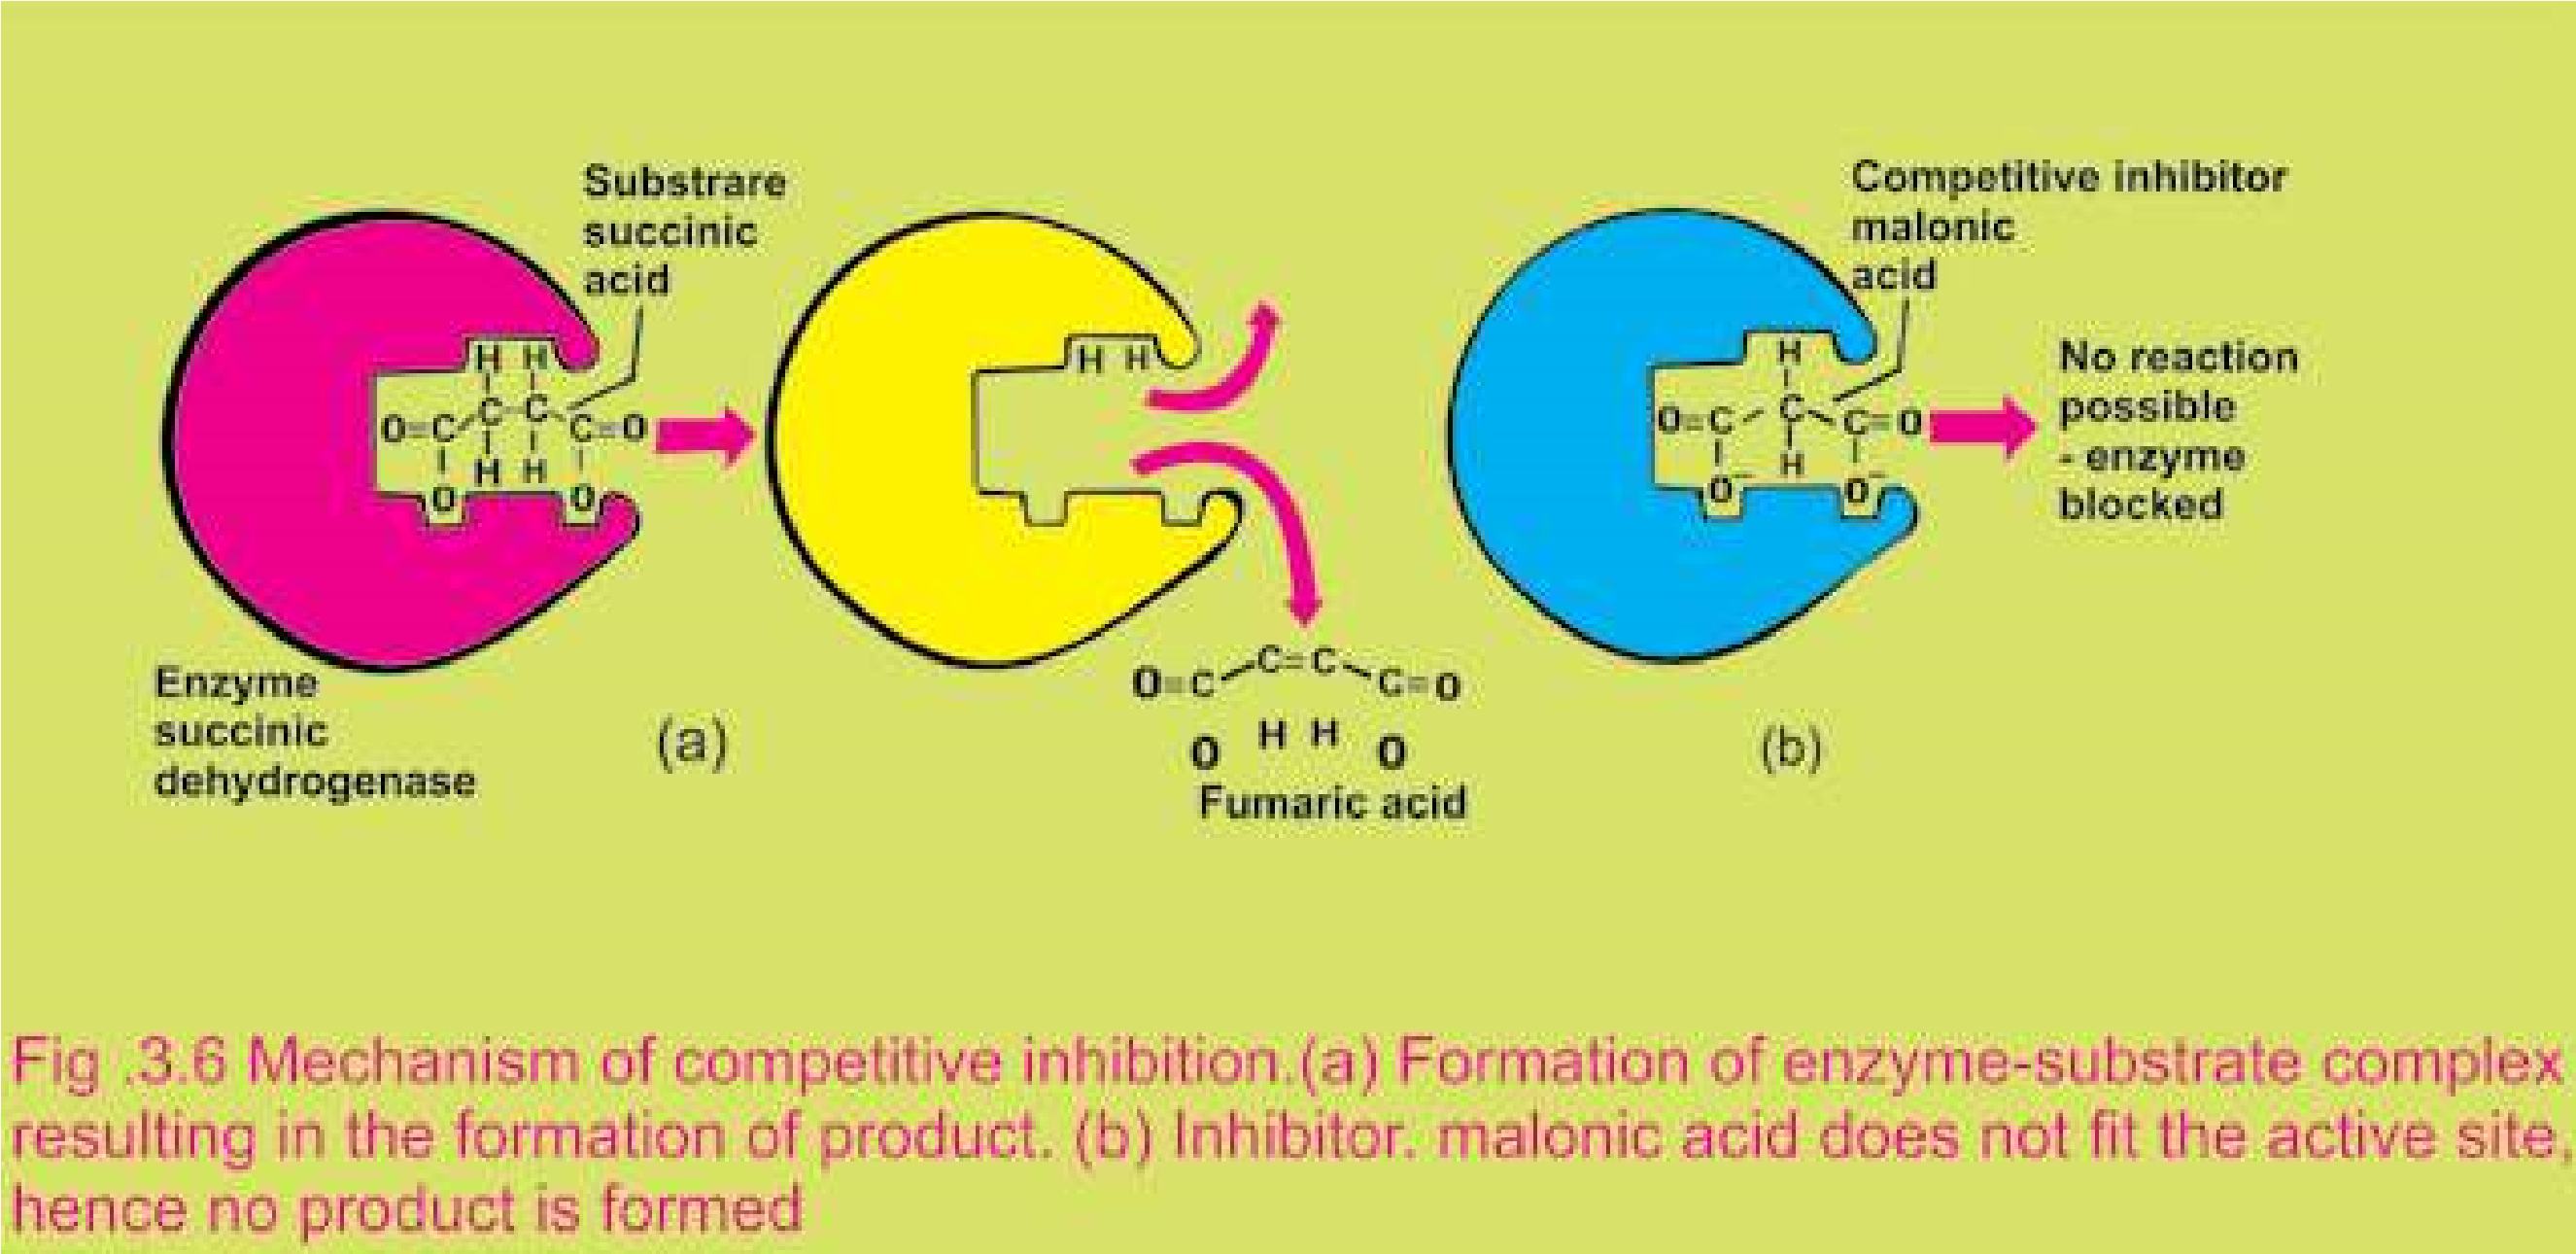 Substrare
succinic
acid
H H
O=C C-C C=O
H H
O O
Enzyme
succinic
dehydrogenase
(a)
H H
O=C C=C C=O
O H H O
Fumaric acid
Competitive inhibitor
malonic
acid
H
O=C C C=O
H
O⁻ O⁻
No reaction
possible
- enzyme
blocked
(b)
Fig .3.6 Mechanism of competitive inhibition.(a) Formation of enzyme-substrate complex
resulting in the formation of product. (b) Inhibitor. malonic acid does not fit the active site,
hence no product is formed